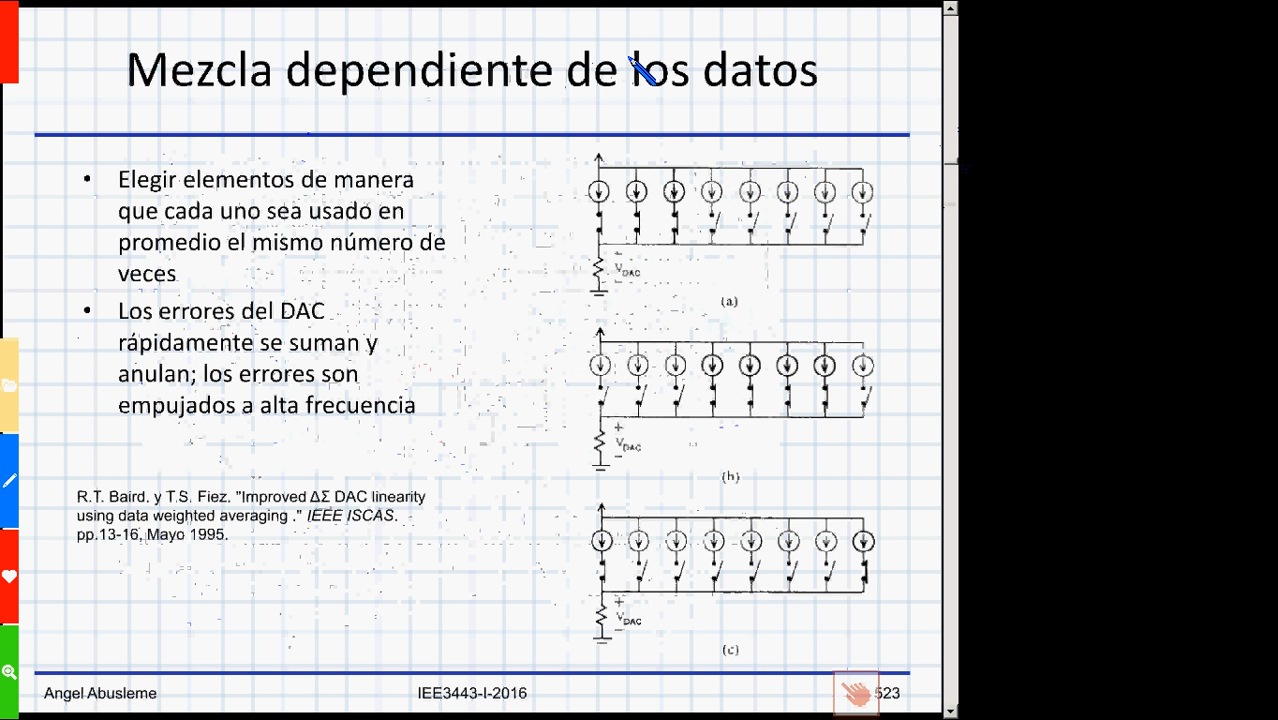 Mezcla dependiente de los datos
• Elegir elementos de manera
que cada uno sea usado en
promedio el mismo número de
veces
• Los errores del DAC
rápidamente se suman y
anulan; los errores son
empujados a alta frecuencia
R.T. Baird. y T.S. Fiez. "Improved ΔΣ DAC linearity
using data weighted averaging ." IEEE ISCAS.
pp.13-16, Mayo 1995.
+
V_DAC
−
(a)
+
V_DAC
−
(b)
+
V_DAC
−
(c)
Angel Abusleme
IEE3443-I-2016
523